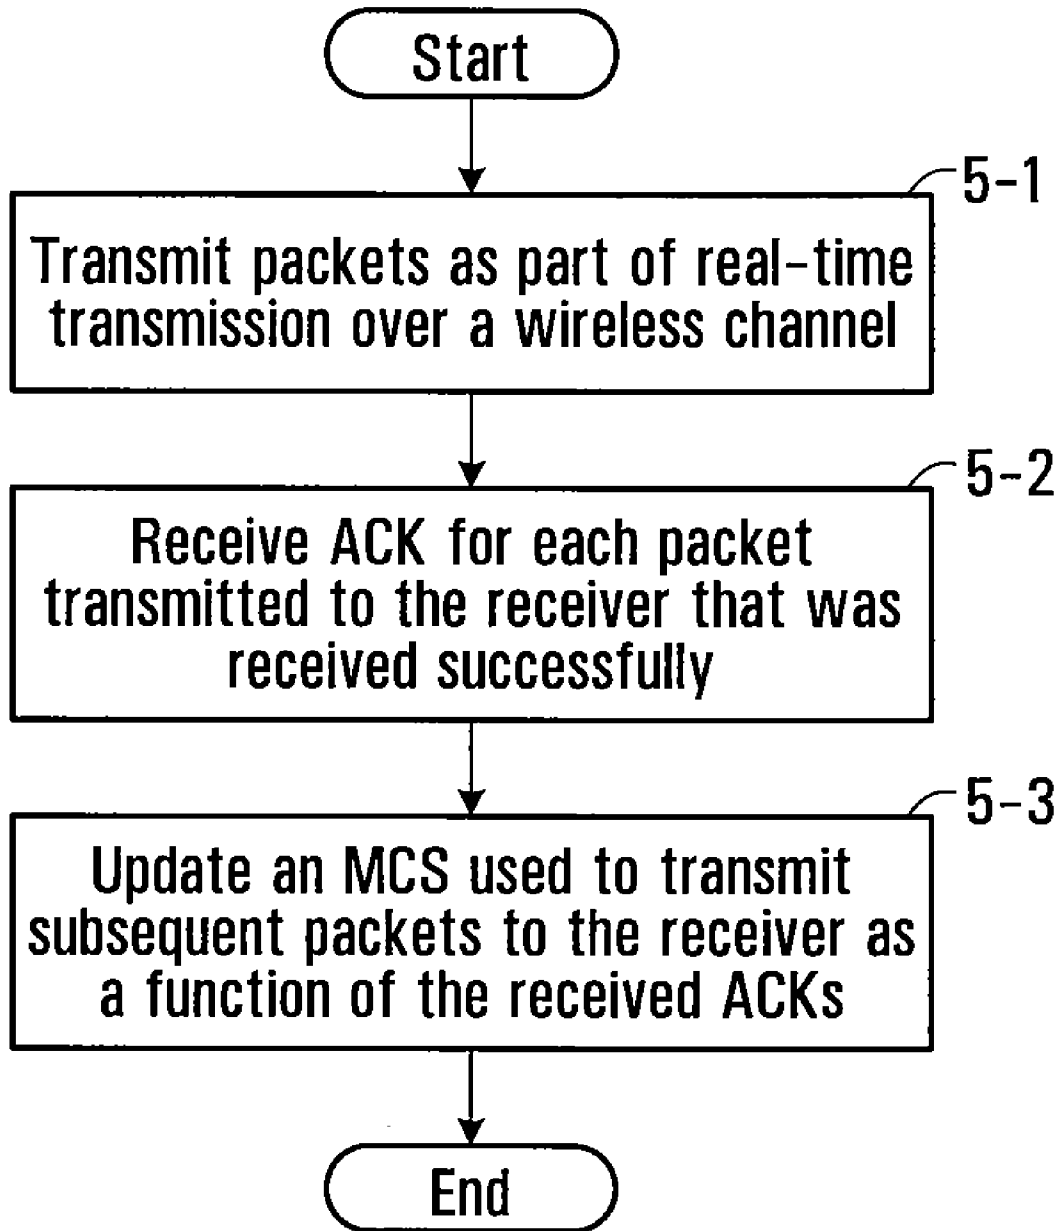 Start
5-1
Transmit packets as part of real-time
transmission over a wireless channel
5-2
Receive ACK for each packet
transmitted to the receiver that was
received successfully
5-3
Update an MCS used to transmit
subsequent packets to the receiver as
a function of the received ACKs
End